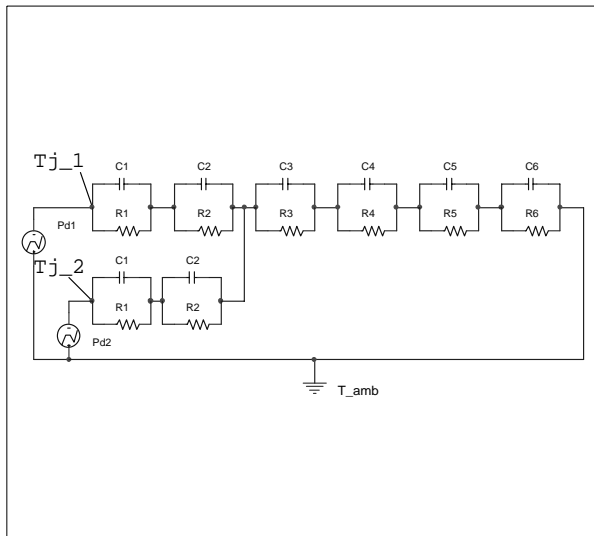 Tj_1
C1 C2 C3 C4 C5 C6
R1 R2 R3 R4 R5 R6
Pd1
Tj_2
C1 C2
R1 R2
Pd2
T_amb